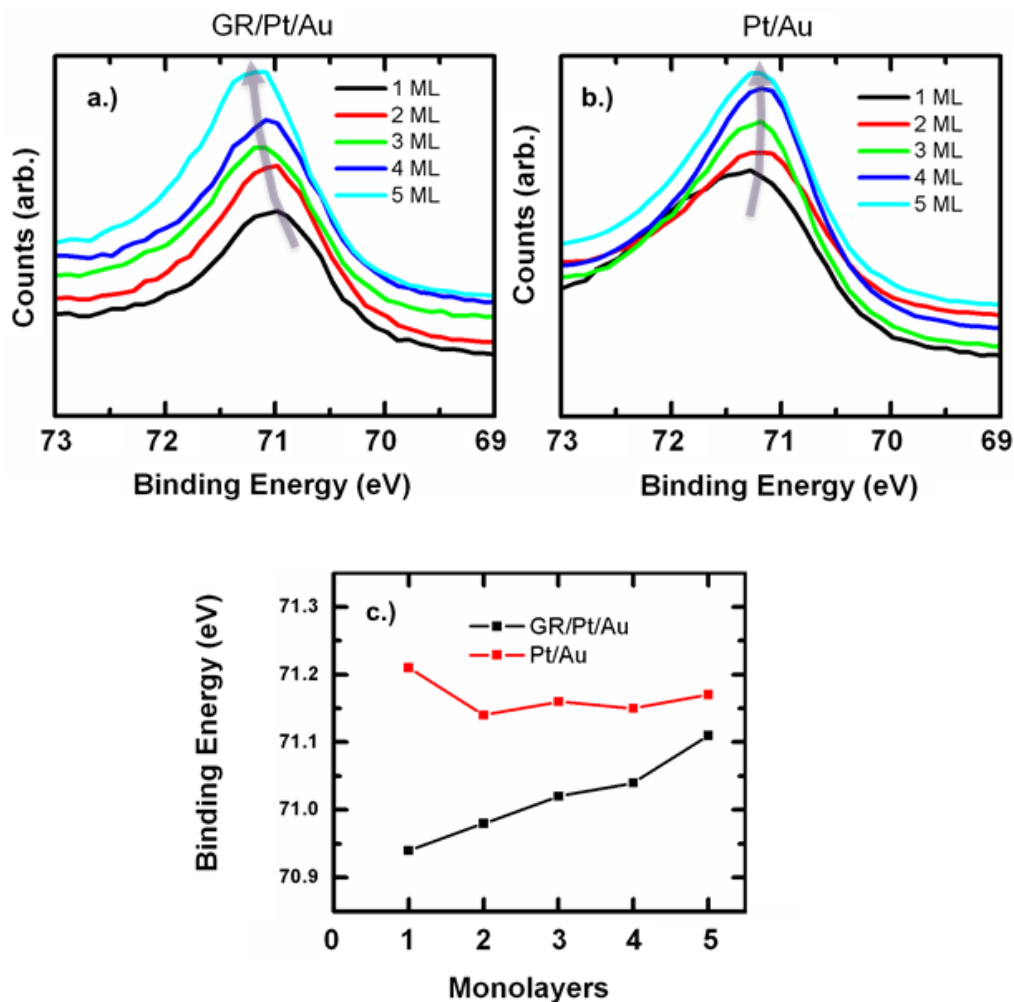 GR/Pt/Au
a.)
1 ML
2 ML
3 ML
4 ML
5 ML
Counts (arb.)
73 72 71 70 69
Binding Energy (eV)
Pt/Au
b.)
1 ML
2 ML
3 ML
4 ML
5 ML
Counts (arb.)
73 72 71 70 69
Binding Energy (eV)
c.)
GR/Pt/Au
Pt/Au
Binding Energy (eV)
71.3
71.2
71.1
71.0
70.9
0 1 2 3 4 5
Monolayers